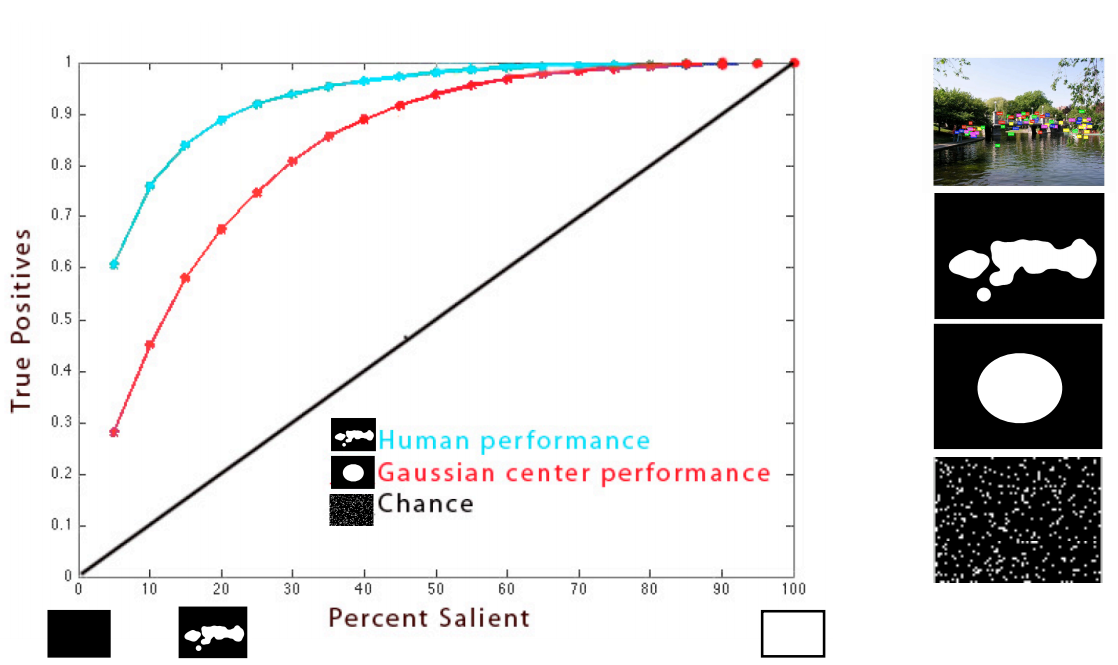 1
0.9
0.8
0.7
0.6
0.5
0.4
0.3
0.2
0.1
0
True Positives
Human performance
Gaussian center performance
Chance
0 10 20 30 40 50 60 70 80 90 100
Percent Salient